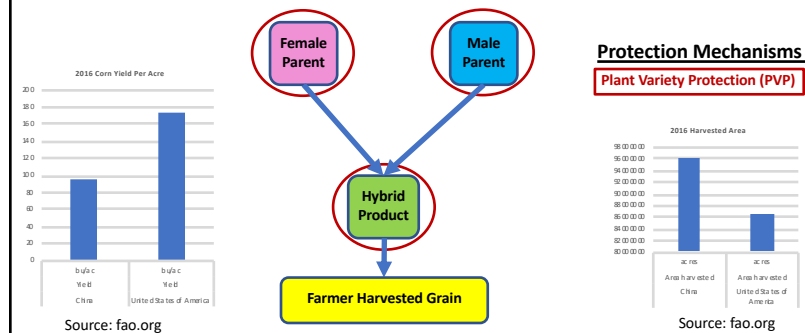 2016 Corn Yield Per Acre
200
180
160
140
120
100
80
60
40
20
0
bu/ac
bu/ac
Yield
Yield
China
United States of America
Source: fao.org
Female
Parent
Male
Parent
Hybrid
Product
Farmer Harvested Grain
Protection Mechanisms
Plant Variety Protection (PVP)
2016 Harvested Area
98000000
96000000
94000000
92000000
90000000
88000000
86000000
84000000
82000000
80000000
acres
acres
Area harvested
Area harvested
China
United States of
America
Source: fao.org